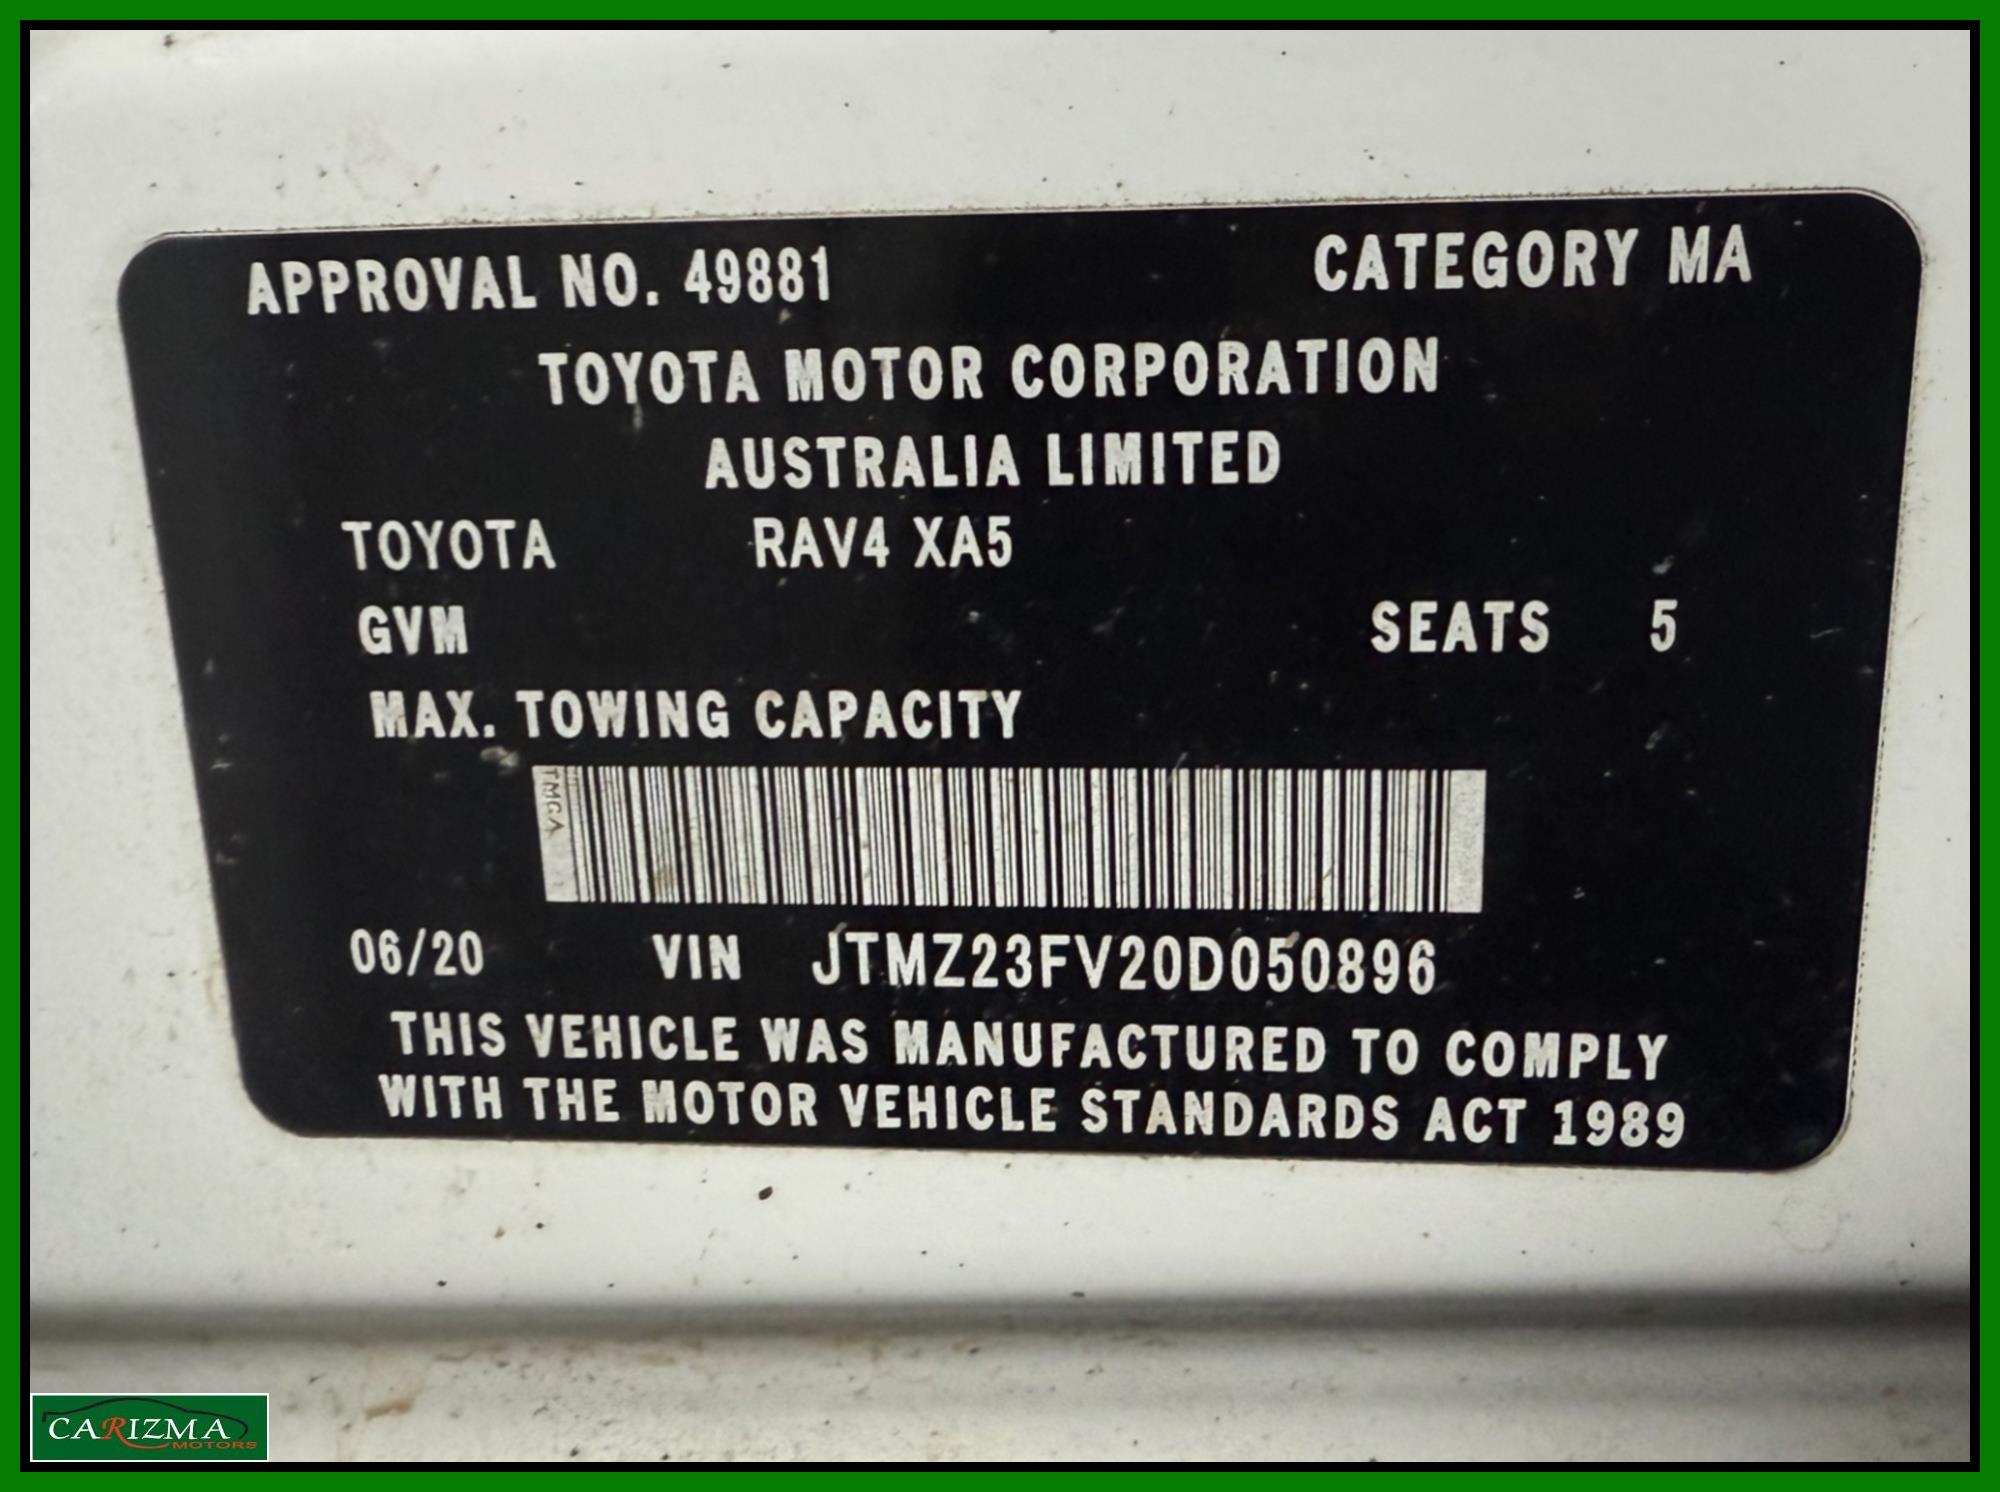 APPROVAL NO. 49881 CATEGORY MA
TOYOTA MOTOR CORPORATION
AUSTRALIA LIMITED
TOYOTA RAV4 XA5
GVM SEATS 5
MAX. TOWING CAPACITY
TMCA
06/20 VIN JTMZ23FV20D050896
THIS VEHICLE WAS MANUFACTURED TO COMPLY
WITH THE MOTOR VEHICLE STANDARDS ACT 1989
CARIZMA
MOTORS